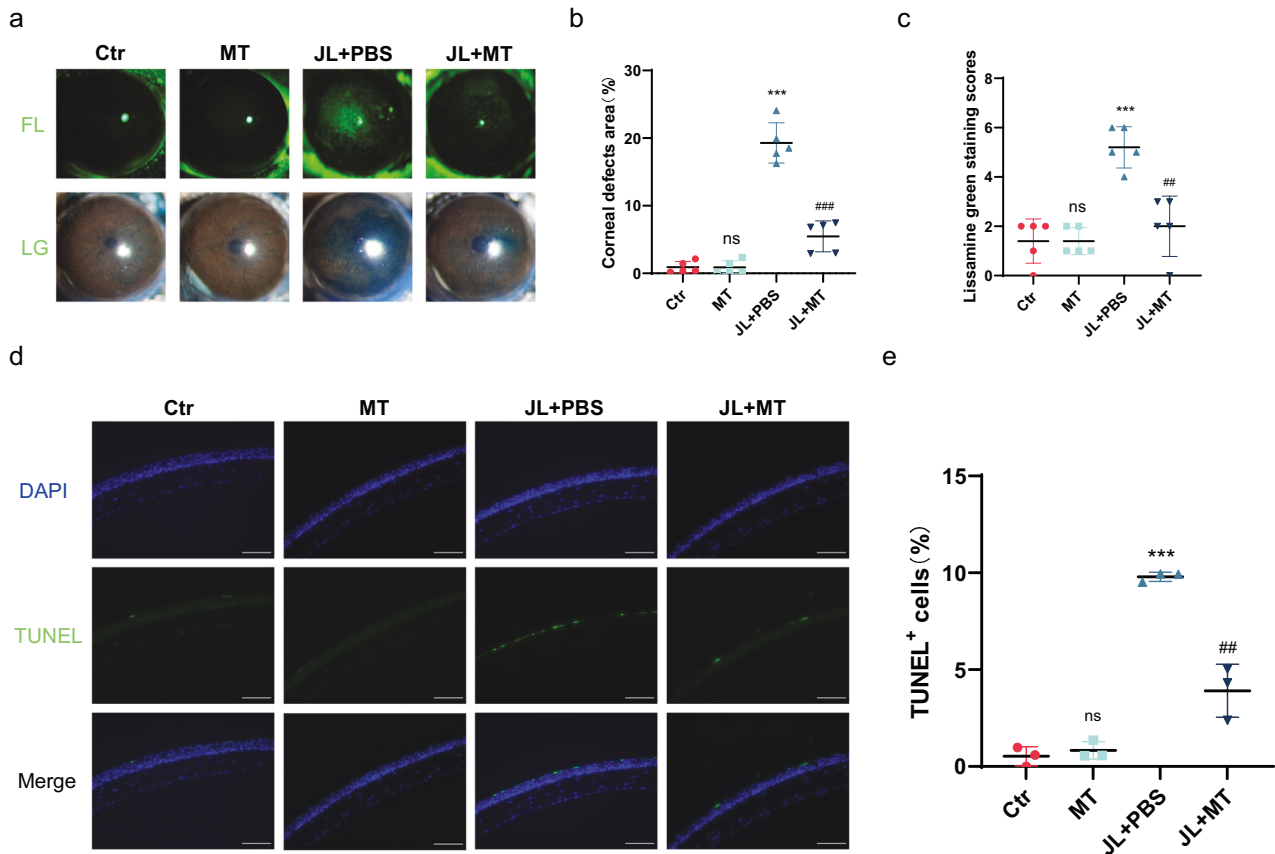 a
Ctr MT JL+PBS JL+MT
FL
LG
b
Corneal defects area(%)
30
20
10
0
***
###
ns
Ctr MT JL+PBS JL+MT
c
Lissamine green staining scores
8
6
4
2
0
***
##
ns
Ctr MT JL+PBS JL+MT
d
Ctr MT JL+PBS JL+MT
DAPI
TUNEL
Merge
e
TUNEL+ cells(%)
15
10
5
0
***
##
ns
Ctr MT JL+PBS JL+MT